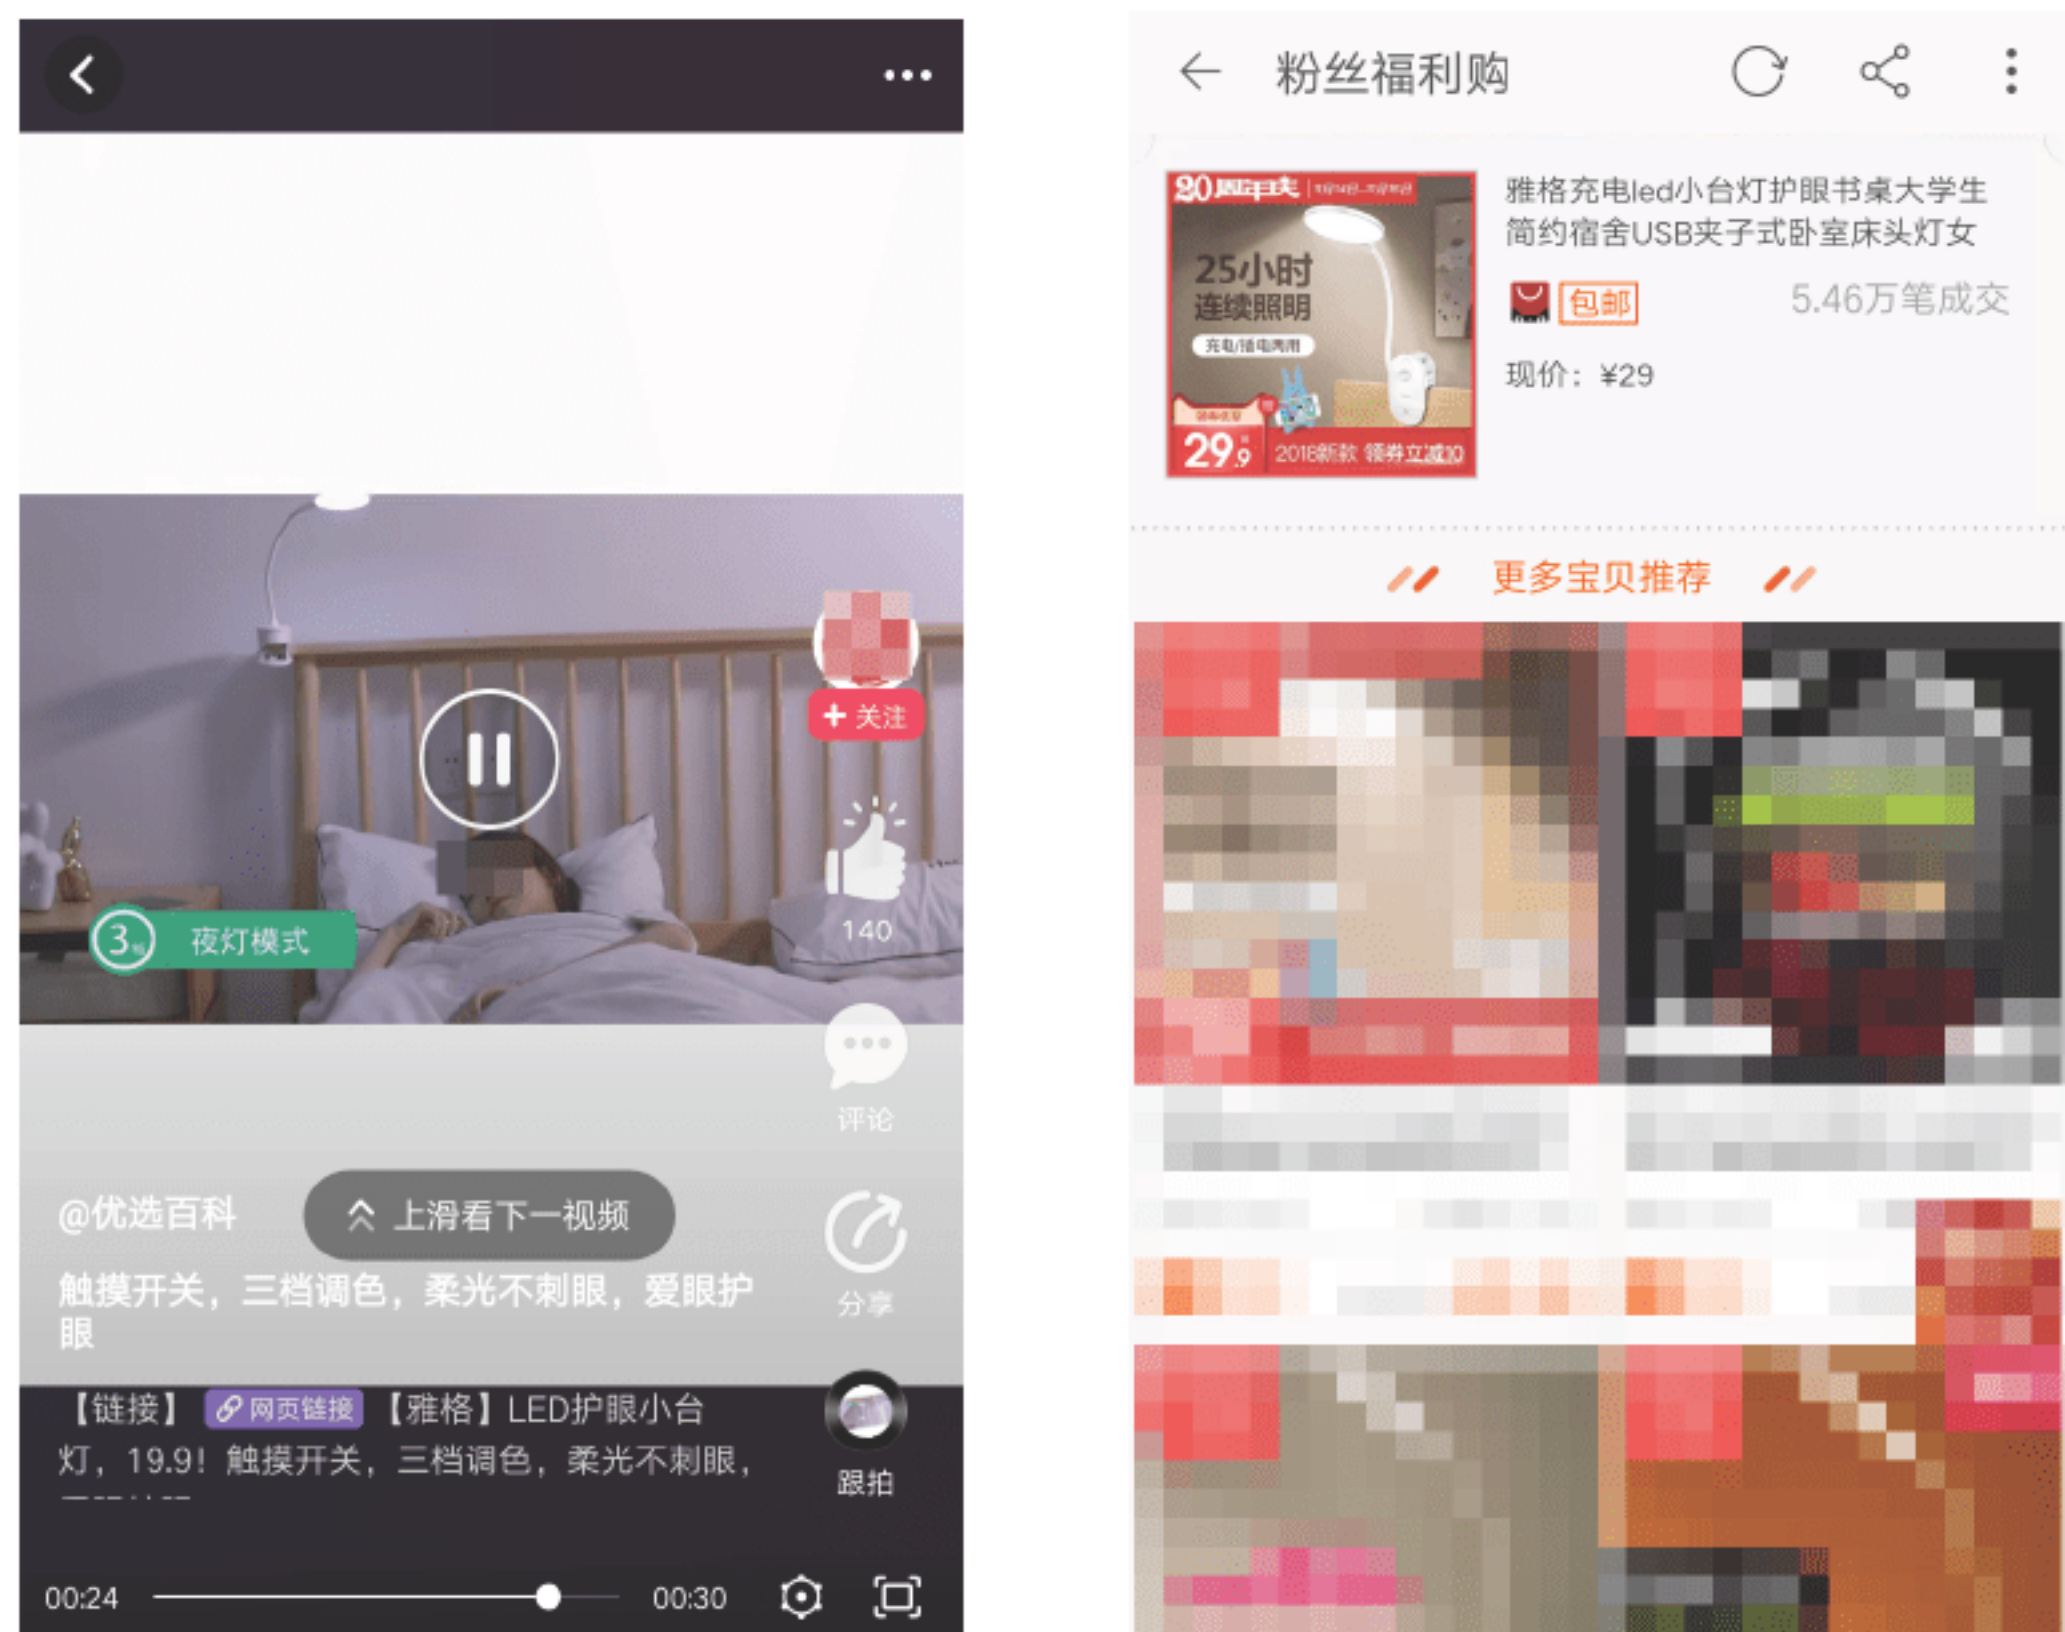 3
夜灯模式
+ 关注
140
评论
@优选百科
上滑看下一视频
触摸开关，三档调色，柔光不刺眼，爱眼护
眼
分享
【链接】 网页链接 【雅格】LED护眼小台
灯，19.9！触摸开关，三档调色，柔光不刺眼，
跟拍
00:24
00:30
粉丝福利购
20周年庆
25小时
连续照明
充电/插电两用
29.9
2018新款 领券立减10
雅格充电led小台灯护眼书桌大学生
简约宿舍USB夹子式卧室床头灯女
包邮
5.46万笔成交
现价：¥29
更多宝贝推荐